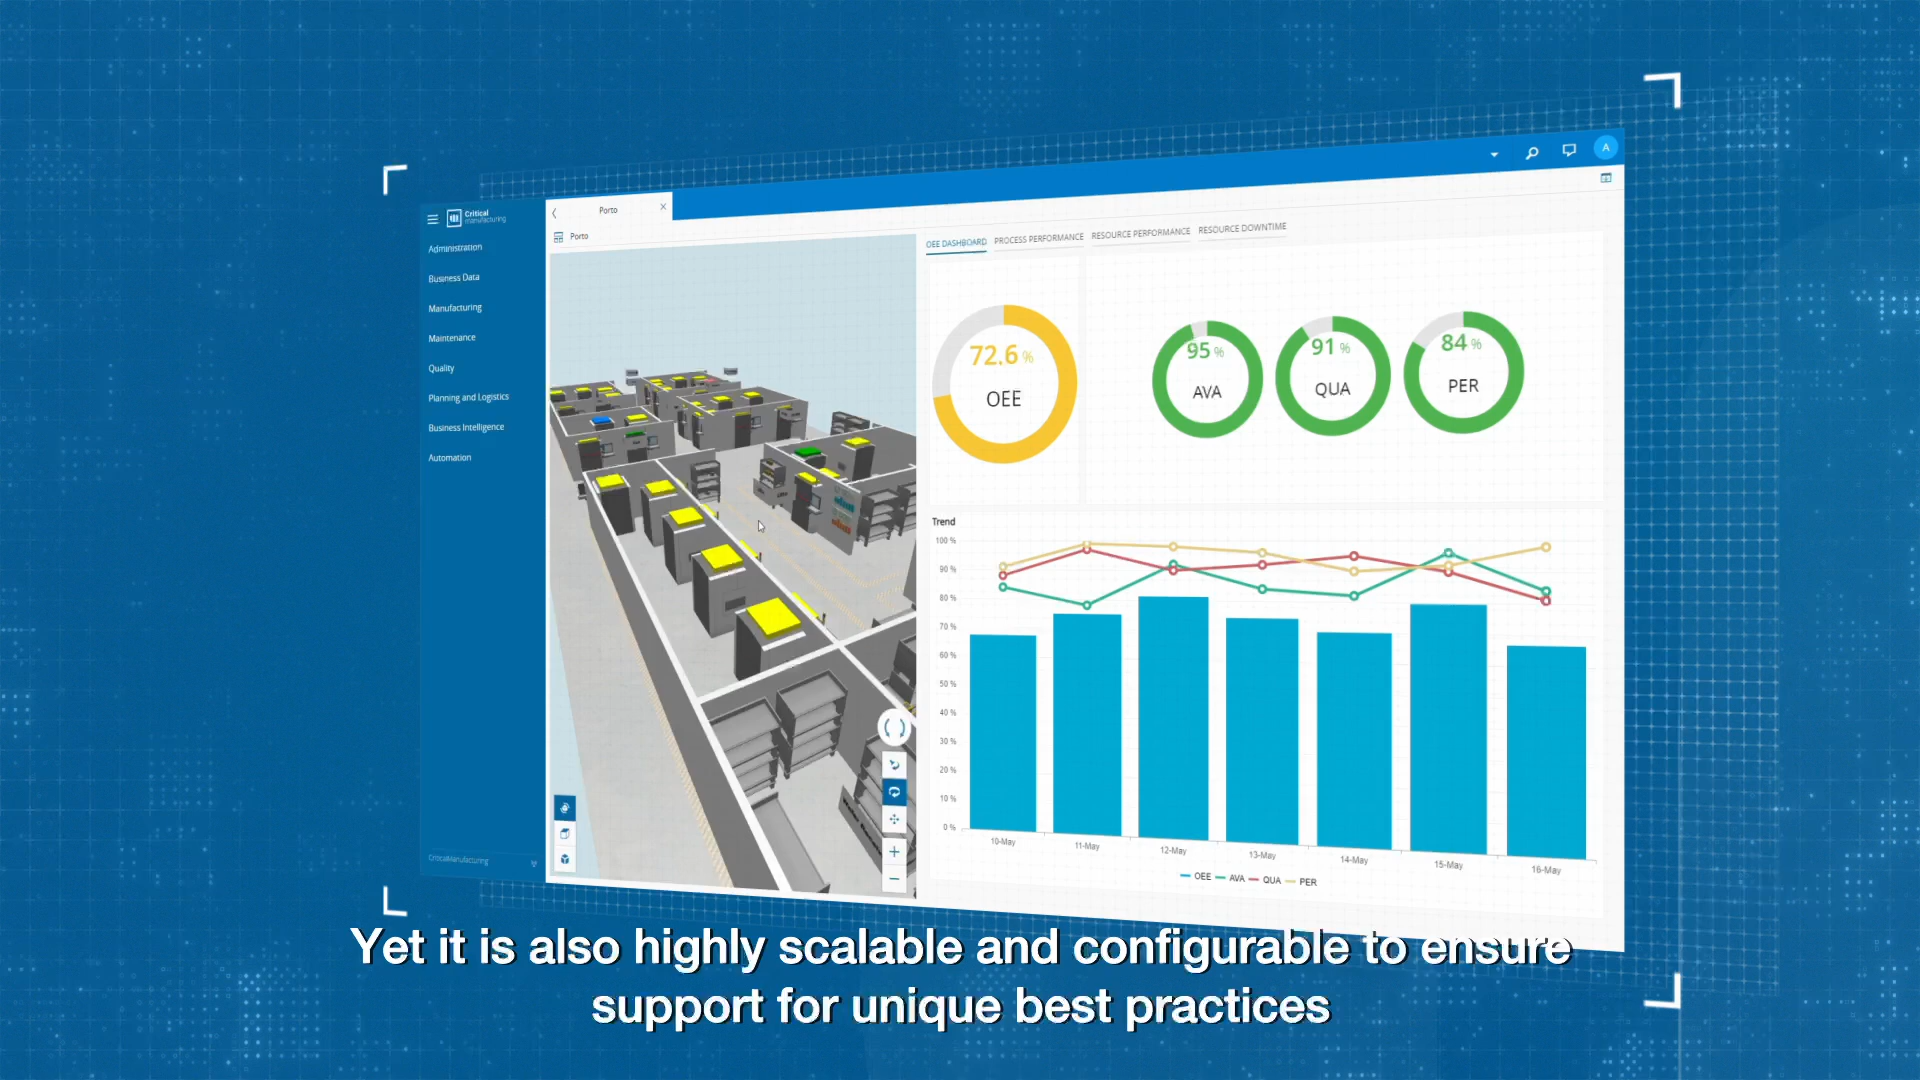 Critical
manufacturing
Administration
Business Data
Manufacturing
Maintenance
Quality
Planning and Logistics
Business Intelligence
Automation
CriticalManufacturing
Porto
Porto
A
OEE DASHBOARD
PROCESS PERFORMANCE
RESOURCE PERFORMANCE
RESOURCE DOWNTIME
72.6 %
OEE
95 %
AVA
91 %
QUA
84 %
PER
Trend
100 %
90 %
80 %
70 %
60 %
50 %
40 %
30 %
20 %
10 %
0 %
10-May
11-May
12-May
13-May
14-May
15-May
16-May
OEE AVA QUA PER
Yet it is also highly scalable and configurable to ensure
support for unique best practices